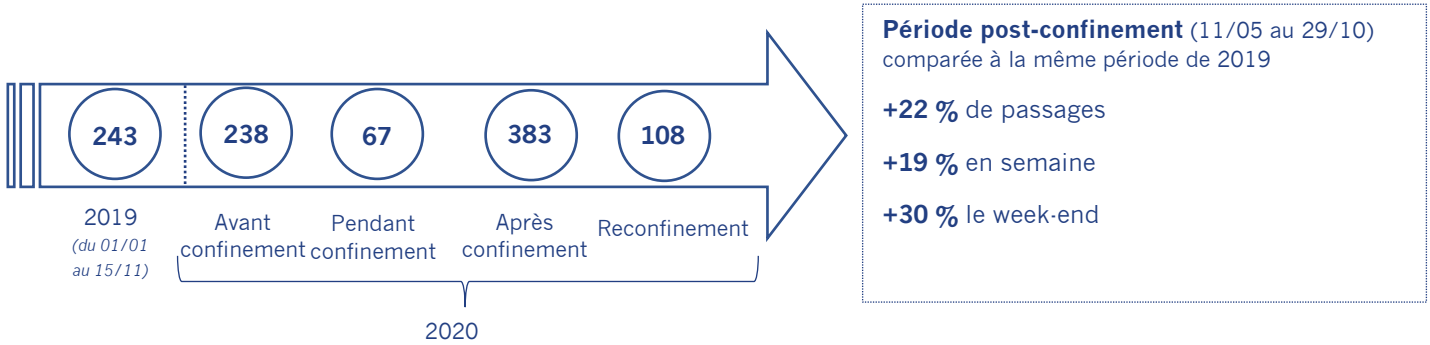 243
238
67
383
108
2019
(du 01/01
au 15/11)
Avant
confinement
Pendant
confinement
Après
confinement
Reconfinement
2020
Période post-confinement (11/05 au 29/10)
comparée à la même période de 2019
+22 % de passages
+19 % en semaine
+30 % le week-end